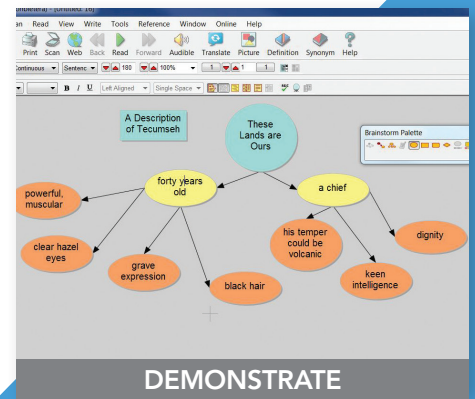 an Read View Write Tools Reference Window Online Help
Print Scan Web Back Read Forward Audible Translate Picture Definition Synonym Help
Continuous Sentenc 180 100% 1 1 1
B I U Left Aligned Single Space
A Description
of Tecumseh
These
Lands are
Ours
Brainstorm Palette
forty years
old
a chief
powerful,
muscular
clear hazel
eyes
grave
expression
black hair
his temper
could be
volcanic
keen
intelligence
dignity
DEMONSTRATE